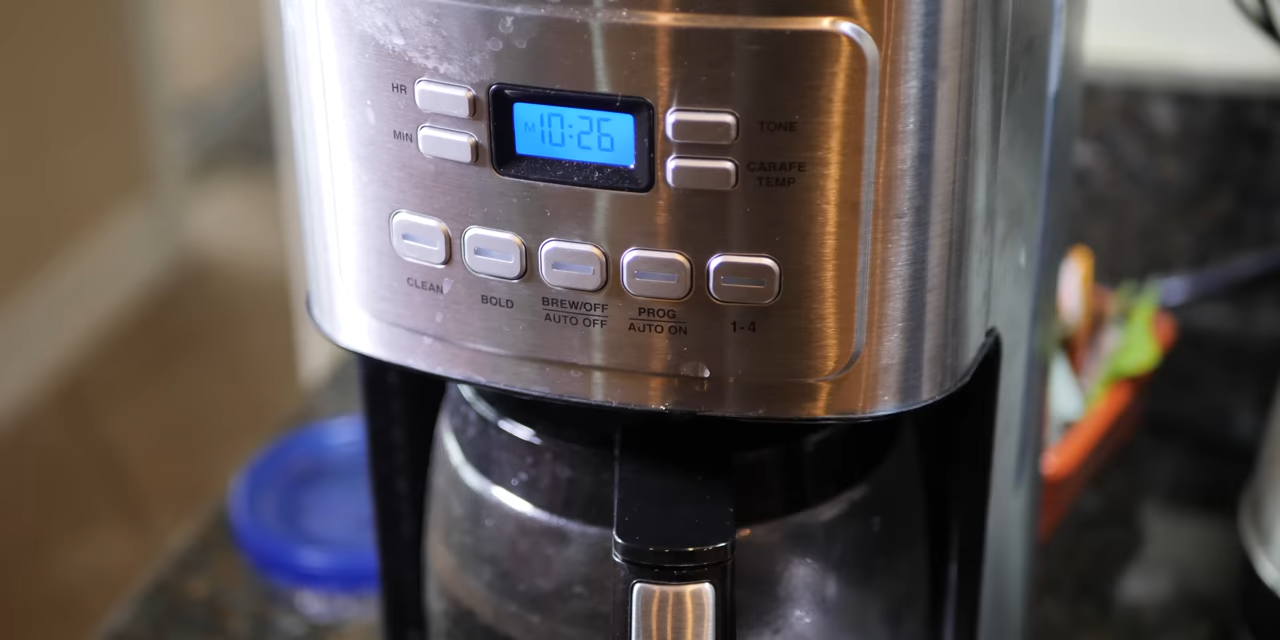 HR
MIN
M 10:26
TONE
CARAFE
TEMP
CLEAN
BOLD
BREW/OFF
AUTO OFF
PROG
AUTO ON
1-4